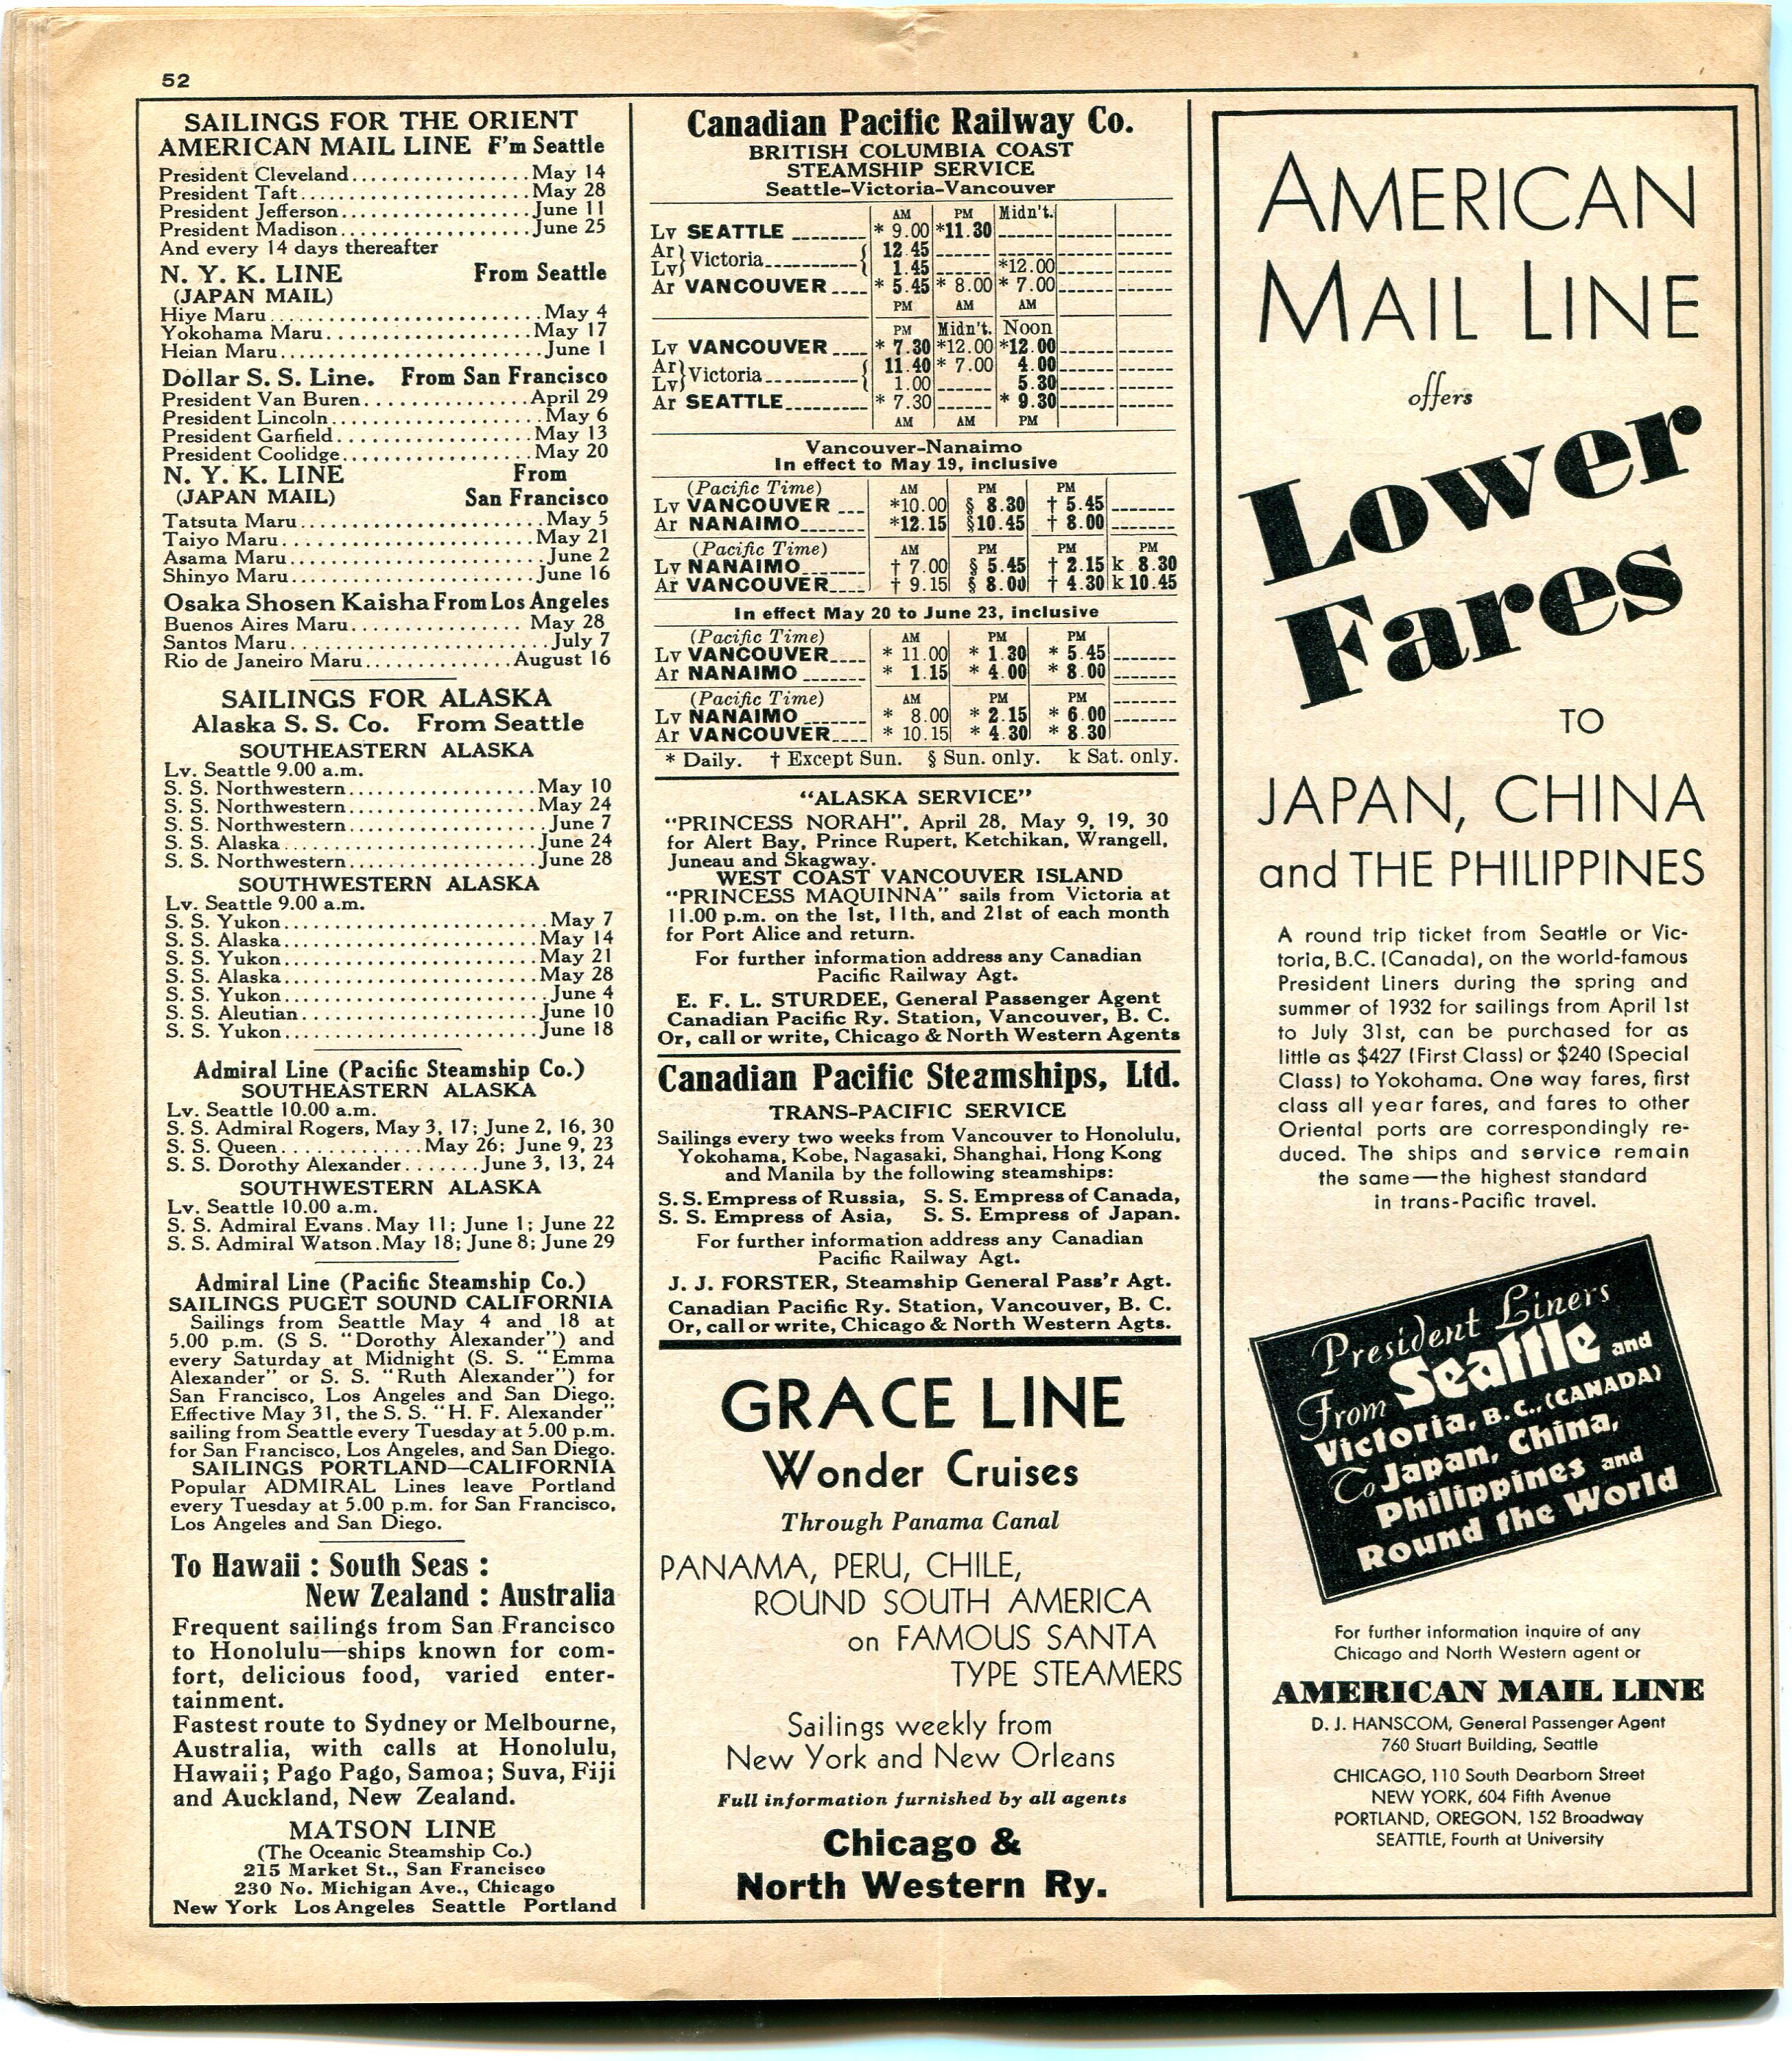 52
SAILINGS FOR THE ORIENT
AMERICAN MAIL LINE F'm Seattle
President Cleveland.................May 14
President Taft.......................May 28
President Jefferson..................June 11
President Madison..................June 25
And every 14 days thereafter
N. Y. K. LINE From Seattle
(JAPAN MAIL)
Hiye Maru..........................May 4
Yokohama Maru....................May 17
Heian Maru.........................June 1
Dollar S. S. Line. From San Francisco
President Van Buren...............April 29
President Lincoln....................May 6
President Garfield...................May 13
President Coolidge..................May 20
N. Y. K. LINE From
(JAPAN MAIL) San Francisco
Tatsuta Maru........................May 5
Taiyo Maru.........................May 21
Asama Maru........................June 2
Shinyo Maru.......................June 16
Osaka Shosen Kaisha From Los Angeles
Buenos Aires Maru................May 28
Santos Maru........................July 7
Rio de Janeiro Maru.............August 16
SAILINGS FOR ALASKA
Alaska S. S. Co. From Seattle
SOUTHEASTERN ALASKA
Lv. Seattle 9.00 a.m.
S. S. Northwestern..................May 10
S. S. Northwestern..................May 24
S. S. Northwestern...................June 7
S. S. Alaska........................June 24
S. S. Northwestern..................June 28
SOUTHWESTERN ALASKA
Lv. Seattle 9.00 a.m.
S. S. Yukon.........................May 7
S. S. Alaska........................May 14
S. S. Yukon........................May 21
S. S. Alaska........................May 28
S. S. Yukon.........................June 4
S. S. Aleutian......................June 10
S. S. Yukon........................June 18
Admiral Line (Pacific Steamship Co.)
SOUTHEASTERN ALASKA
Lv. Seattle 10.00 a.m.
S. S. Admiral Rogers, May 3, 17; June 2, 16, 30
S. S. Queen.............May 26; June 9, 23
S. S. Dorothy Alexander.......June 3, 13, 24
SOUTHWESTERN ALASKA
Lv. Seattle 10.00 a.m.
S. S. Admiral Evans.May 11; June 1; June 22
S. S. Admiral Watson.May 18; June 8; June 29
Admiral Line (Pacific Steamship Co.)
SAILINGS PUGET SOUND CALIFORNIA
Sailings from Seattle May 4 and 18 at
5.00 p.m. (S S. "Dorothy Alexander") and
every Saturday at Midnight (S. S. "Emma
Alexander" or S. S. "Ruth Alexander") for
San Francisco, Los Angeles and San Diego.
Effective May 31, the S. S. "H. F. Alexander"
sailing from Seattle every Tuesday at 5.00 p.m.
for San Francisco, Los Angeles, and San Diego.
SAILINGS PORTLAND—CALIFORNIA
Popular ADMIRAL Lines leave Portland
every Tuesday at 5.00 p.m. for San Francisco,
Los Angeles and San Diego.
To Hawaii : South Seas :
New Zealand : Australia
Frequent sailings from San Francisco
to Honolulu—ships known for com-
fort, delicious food, varied enter-
tainment.
Fastest route to Sydney or Melbourne,
Australia, with calls at Honolulu,
Hawaii; Pago Pago, Samoa; Suva, Fiji
and Auckland, New Zealand.
MATSON LINE
(The Oceanic Steamship Co.)
215 Market St., San Francisco
230 No. Michigan Ave., Chicago
New York Los Angeles Seattle Portland
Canadian Pacific Railway Co.
BRITISH COLUMBIA COAST
STEAMSHIP SERVICE
Seattle-Victoria-Vancouver
AM PM Midn't.
Lv SEATTLE * 9.00 *11.30
Ar Victoria 12.45
Lv 1.45 *12.00
Ar VANCOUVER * 5.45 * 8.00 * 7.00
PM AM AM
PM Midn't. Noon
Lv VANCOUVER * 7.30 *12.00 *12.00
Ar Victoria 11.40 * 7.00 4.00
Lv 1.00 5.30
Ar SEATTLE * 7.30 * 9.30
AM AM PM
Vancouver-Nanaimo
In effect to May 19, inclusive
(Pacific Time) AM PM PM
Lv VANCOUVER *10.00 § 8.30 † 5.45
Ar NANAIMO *12.15 §10.45 † 8.00
(Pacific Time) AM PM PM PM
Lv NANAIMO † 7.00 § 5.45 † 2.15 k 8.30
Ar VANCOUVER † 9.15 § 8.00 † 4.30 k 10.45
In effect May 20 to June 23, inclusive
(Pacific Time) AM PM PM
Lv VANCOUVER * 11.00 * 1.30 * 5.45
Ar NANAIMO * 1.15 * 4.00 * 8.00
(Pacific Time) AM PM PM
Lv NANAIMO * 8.00 * 2.15 * 6.00
Ar VANCOUVER * 10.15 * 4.30 * 8.30
* Daily. † Except Sun. § Sun. only. k Sat. only.
"ALASKA SERVICE"
"PRINCESS NORAH", April 28, May 9, 19, 30
for Alert Bay, Prince Rupert, Ketchikan, Wrangell,
Juneau and Skagway.
WEST COAST VANCOUVER ISLAND
"PRINCESS MAQUINNA" sails from Victoria at
11.00 p.m. on the 1st, 11th, and 21st of each month
for Port Alice and return.
For further information address any Canadian
Pacific Railway Agt.
E. F. L. STURDEE, General Passenger Agent
Canadian Pacific Ry. Station, Vancouver, B. C.
Or, call or write, Chicago & North Western Agents
Canadian Pacific Steamships, Ltd.
TRANS-PACIFIC SERVICE
Sailings every two weeks from Vancouver to Honolulu,
Yokohama, Kobe, Nagasaki, Shanghai, Hong Kong
and Manila by the following steamships:
S. S. Empress of Russia, S. S. Empress of Canada,
S. S. Empress of Asia, S. S. Empress of Japan.
For further information address any Canadian
Pacific Railway Agt.
J. J. FORSTER, Steamship General Pass'r Agt.
Canadian Pacific Ry. Station, Vancouver, B. C.
Or, call or write, Chicago & North Western Agts.
GRACE LINE
Wonder Cruises
Through Panama Canal
PANAMA, PERU, CHILE,
ROUND SOUTH AMERICA
on FAMOUS SANTA
TYPE STEAMERS
Sailings weekly from
New York and New Orleans
Full information furnished by all agents
Chicago &
North Western Ry.
AMERICAN
MAIL LINE
offers
Lower
Fares
TO
JAPAN, CHINA
and THE PHILIPPINES
A round trip ticket from Seattle or Vic-
toria, B.C. (Canada), on the world-famous
President Liners during the spring and
summer of 1932 for sailings from April 1st
to July 31st, can be purchased for as
little as $427 (First Class) or $240 (Special
Class) to Yokohama. One way fares, first
class all year fares, and fares to other
Oriental ports are correspondingly re-
duced. The ships and service remain
the same—the highest standard
in trans-Pacific travel.
President Liners
From Seattle and
Victoria, B. C., (CANADA)
To Japan, China,
Philippines and
Round the World
For further information inquire of any
Chicago and North Western agent or
AMERICAN MAIL LINE
D. J. HANSCOM, General Passenger Agent
760 Stuart Building, Seattle
CHICAGO, 110 South Dearborn Street
NEW YORK, 604 Fifth Avenue
PORTLAND, OREGON, 152 Broadway
SEATTLE, Fourth at University